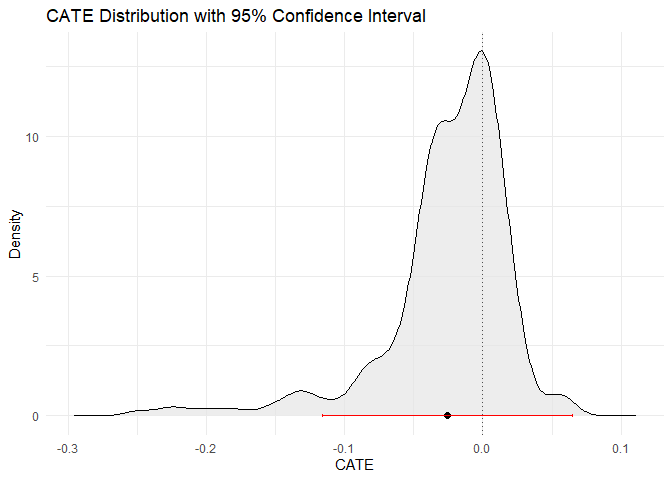 CATE Distribution with 95% Confidence Interval
10
5
0
Density
-0.3 -0.2 -0.1 0.0 0.1
CATE